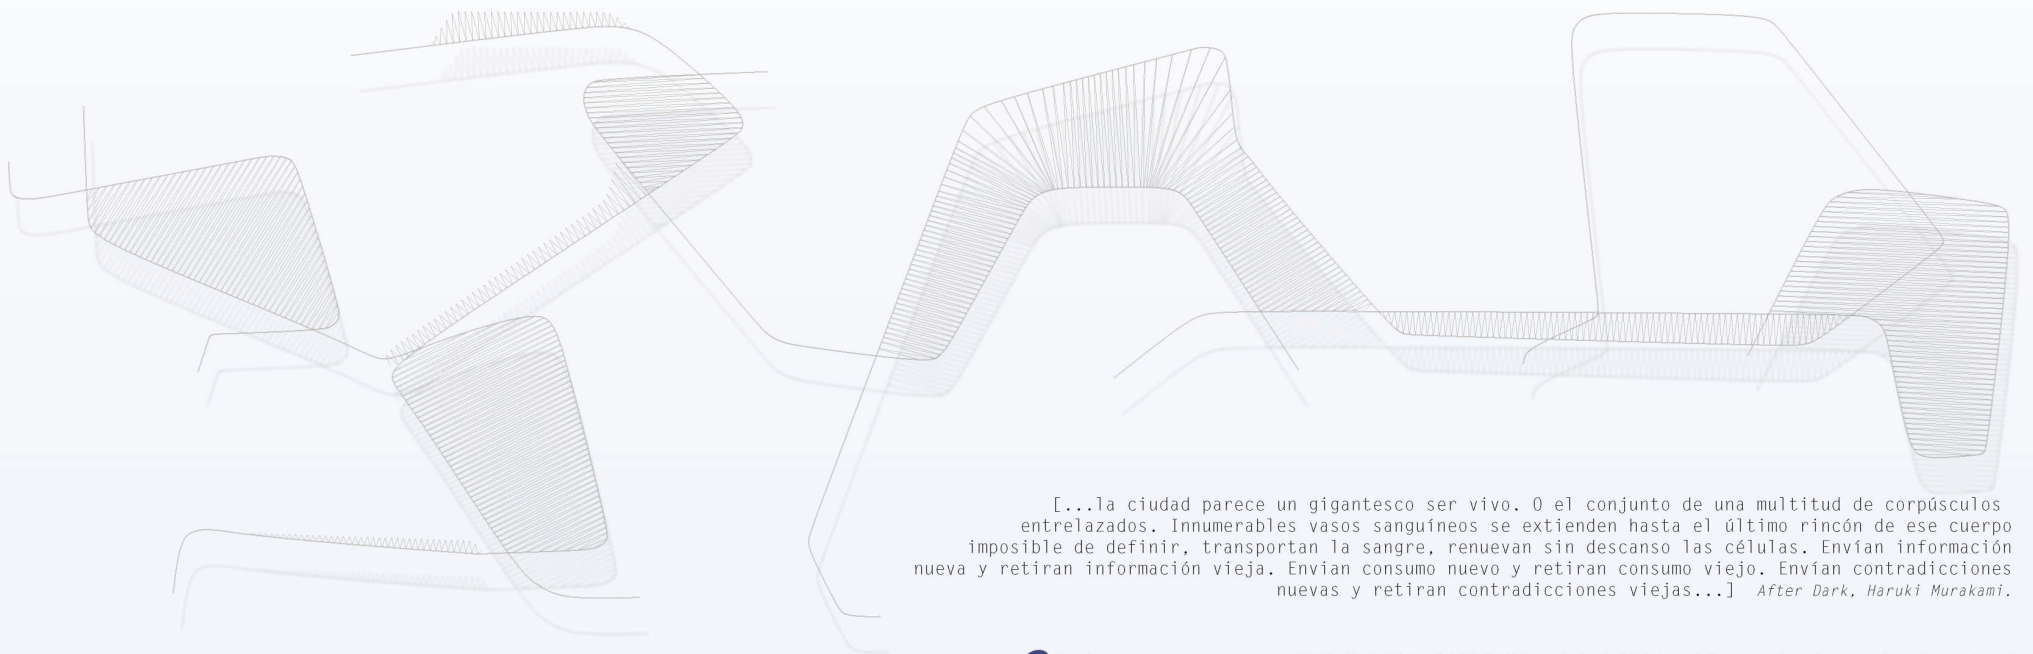 [...la ciudad parece un gigantesco ser vivo. O el conjunto de una multitud de corpúsculos
entrelazados. Innumerables vasos sanguíneos se extienden hasta el último rincón de ese cuerpo
imposible de definir, transportan la sangre, renuevan sin descanso las células. Envían información
nueva y retiran información vieja. Envian consumo nuevo y retiran consumo viejo. Envían contradicciones
nuevas y retiran contradicciones viejas...] After Dark, Haruki Murakami.